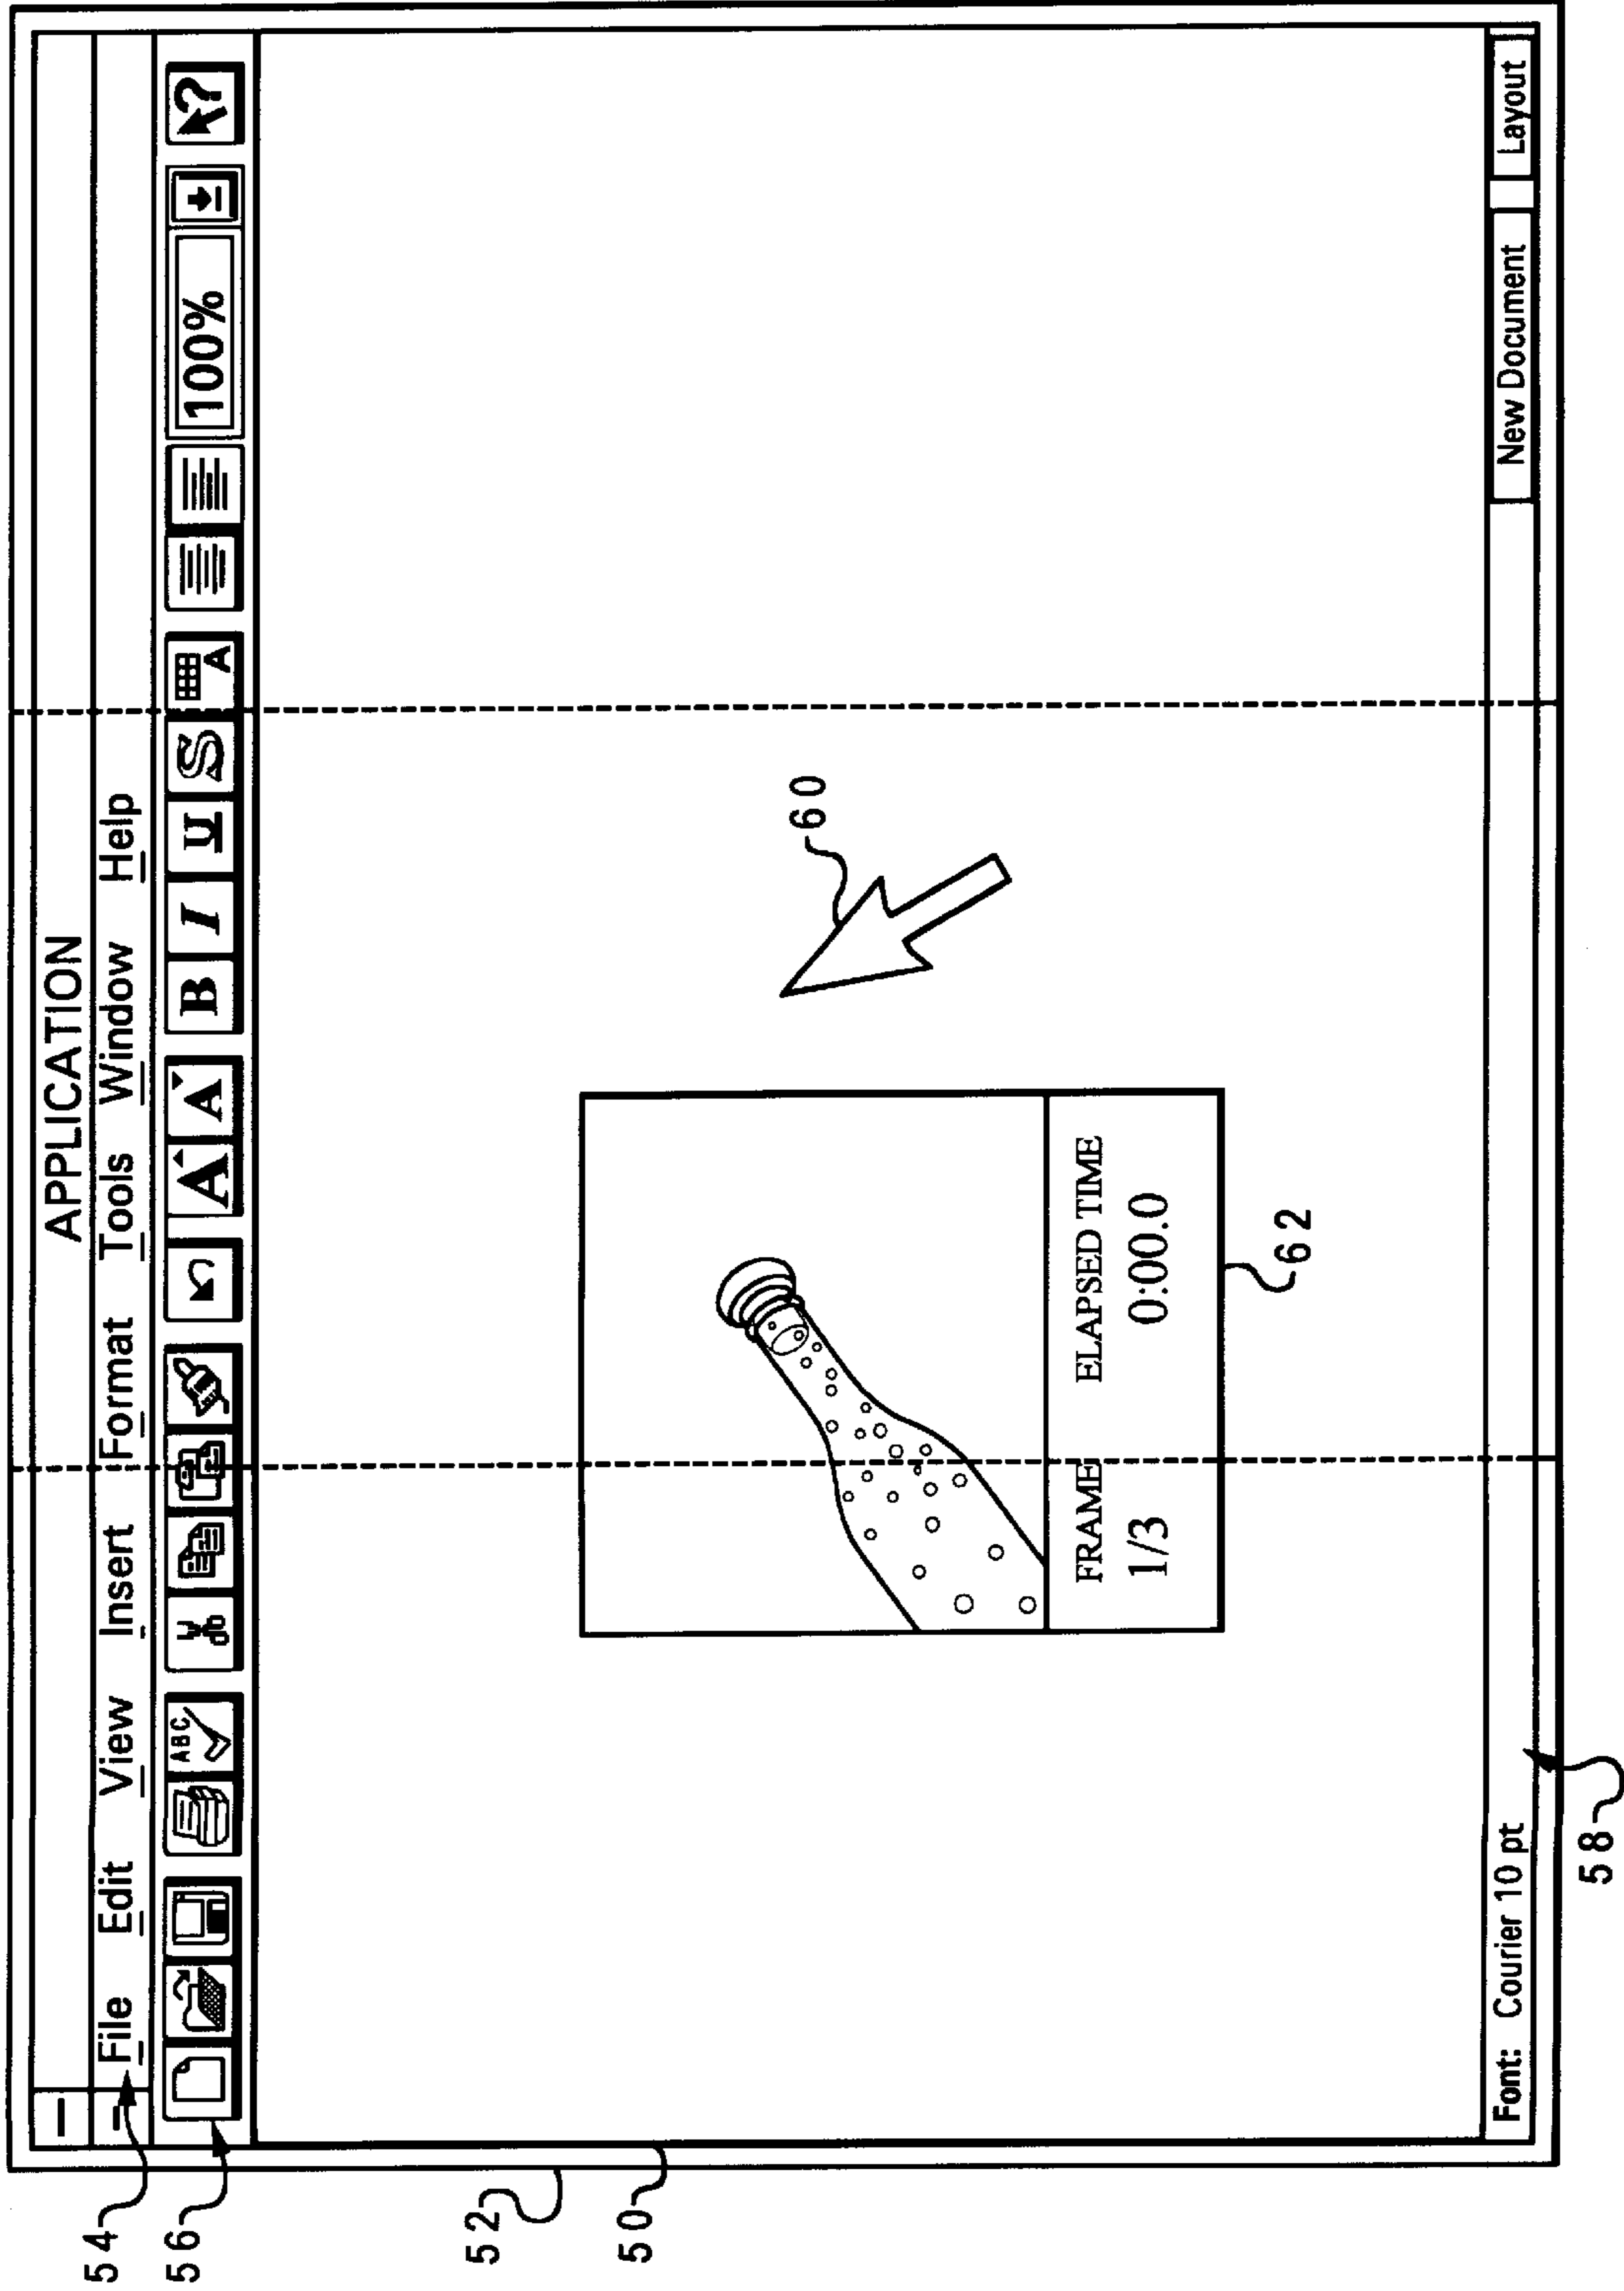 APPLICATION
File Edit View Insert Format Tools Window Help
ABC A A B I U S A 100% ?
FRAME ELAPSED TIME
1/3 0:00.0
Font: Courier 10 pt New Document Layout
54
56
52
50
60
62
58